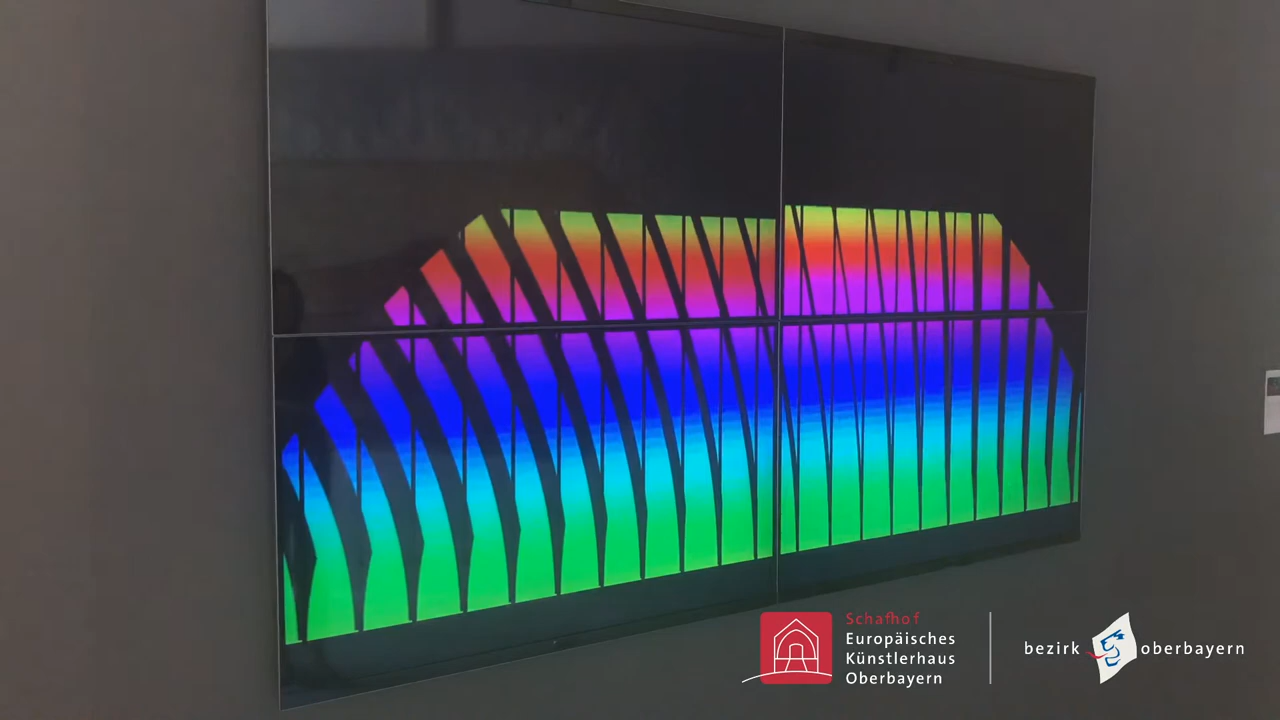 Schafhof
Europäisches
Künstlerhaus
Oberbayern
bezirk oberbayern